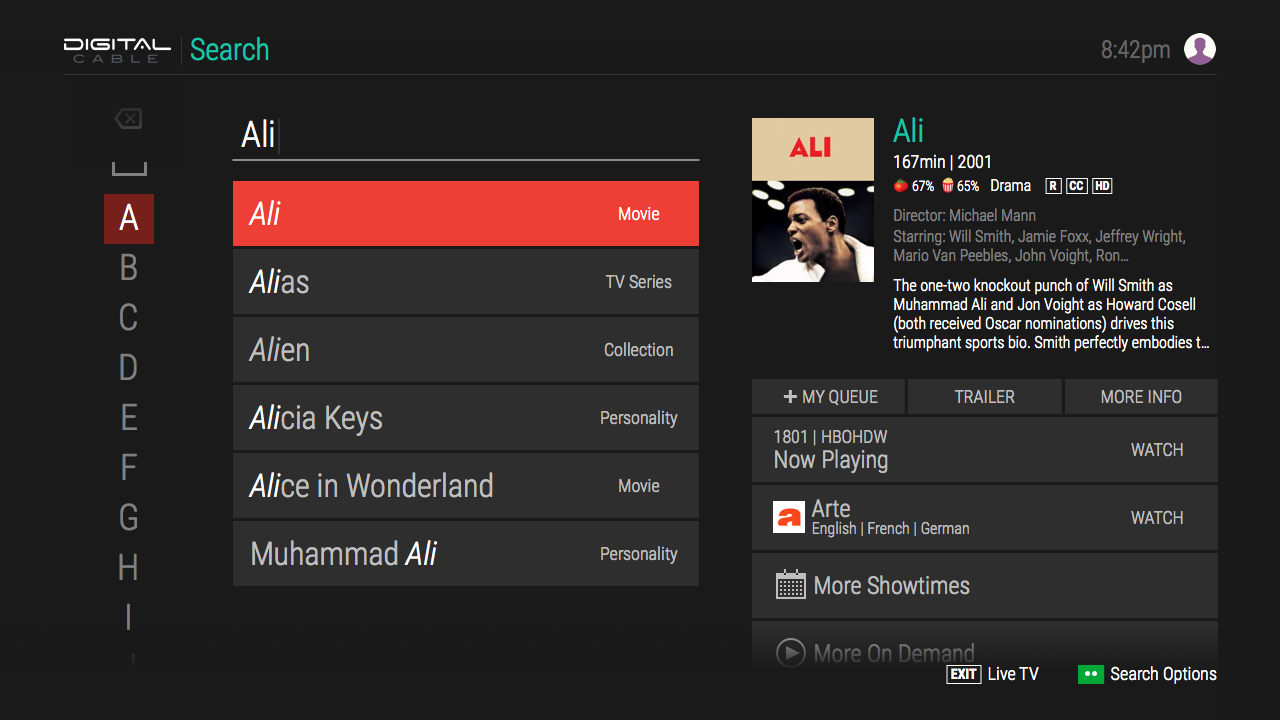 DIGITAL
CABLE
Search
8:42pm
A
B
C
D
E
F
G
H
I
Ali
Ali Movie
Alias TV Series
Alien Collection
Alicia Keys Personality
Alice in Wonderland Movie
Muhammad Ali Personality
ALI
Ali
167min | 2001
67% 65% Drama R CC HD
Director: Michael Mann
Starring: Will Smith, Jamie Foxx, Jeffrey Wright,
Mario Van Peebles, John Voight, Ron...
The one-two knockout punch of Will Smith as
Muhammad Ali and Jon Voight as Howard Cosell
(both received Oscar nominations) drives this
triumphant sports bio. Smith perfectly embodies t...
+ MY QUEUE TRAILER MORE INFO
1801 | HBOHDW
Now Playing WATCH
a Arte
English | French | German WATCH
More Showtimes
More On Demand
EXIT Live TV Search Options